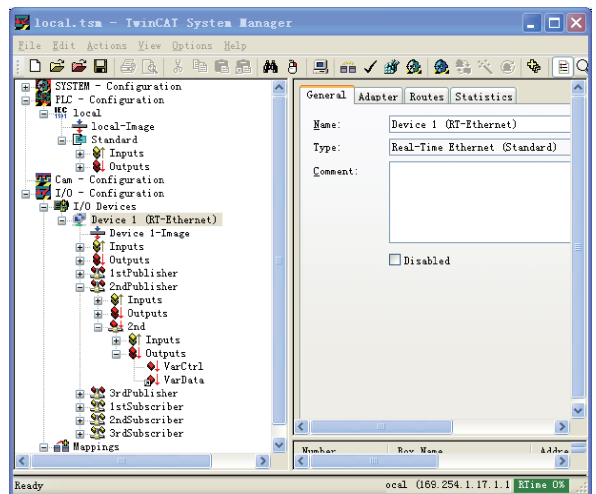 local.tsm - TwinCAT System Manager
File Edit Actions View Options Help
SYSTEM - Configuration
PLC - Configuration
IEC 1131 local
local-Image
Standard
Inputs
Outputs
Cam - Configuration
I/O - Configuration
I/O Devices
Device 1 (RT-Ethernet)
Device 1-Image
Inputs
Outputs
1stPublisher
2ndPublisher
Inputs
Outputs
2nd
Inputs
Outputs
VarCtrl
VarData
3rdPublisher
1stSubscriber
2ndSubscriber
3rdSubscriber
Mappings
General Adapter Routes Statistics
Name: Device 1 (RT-Ethernet)
Type: Real-Time Ethernet (Standard)
Comment:
Disabled
Number Box Name Addre
Ready ocal (169.254.1.17.1.1 RTime 0%